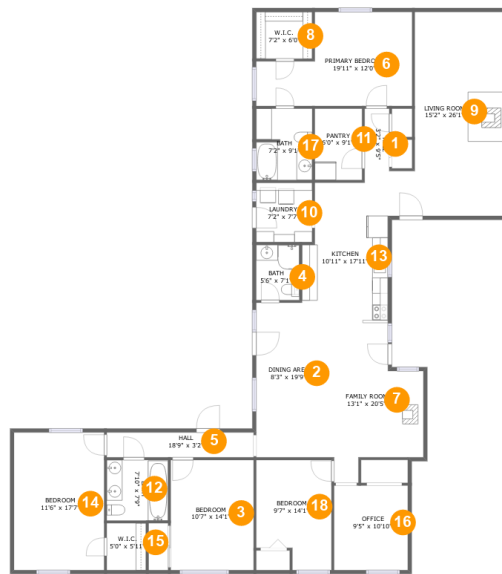 8
W.I.C.
7'2" x 6'0"
PRIMARY BEDRO
19'11" x 12'0"
6
LIVING ROOM
15'2" x 26'1"
9
PANTRY
11
1
BATH
7'2" x 9'1"
17
LAUNDRY
7'2" x 7'7"
10
KITCHEN
10'11" x 17'11"
13
BATH
5'6" x 7'1"
4
DINING AREA
8'3" x 19'9"
2
FAMILY ROOM
13'1" x 20'5"
7
HALL
18'9" x 3'2"
5
BEDROOM
11'6" x 17'7"
14
7'10" x 7'9"
12
BEDROOM
10'7" x 14'1"
3
BEDROOM
9'7" x 14'1"
18
OFFICE
9'5" x 10'10"
16
W.I.C.
5'0" x 5'11"
15